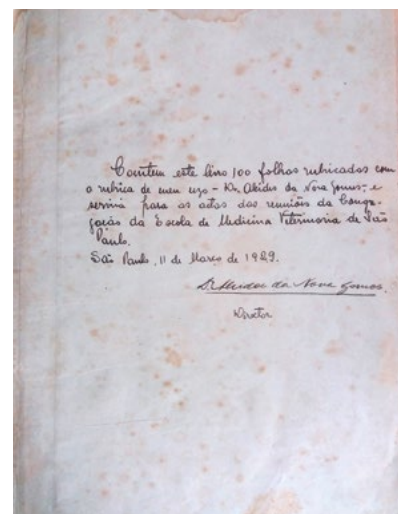 Contem este livro 100 folhas rubricadas com
a rubrica de meu uzo - Dr. Alcides da Nova Gomes; e
servirá para as actas das reuniões da Congre-
gação da Escola de Medicina Veterinaria de São
Paulo.
São Paulo, 11 de Março de 1929.
Dr. Alcides da Nova Gomes.
Director